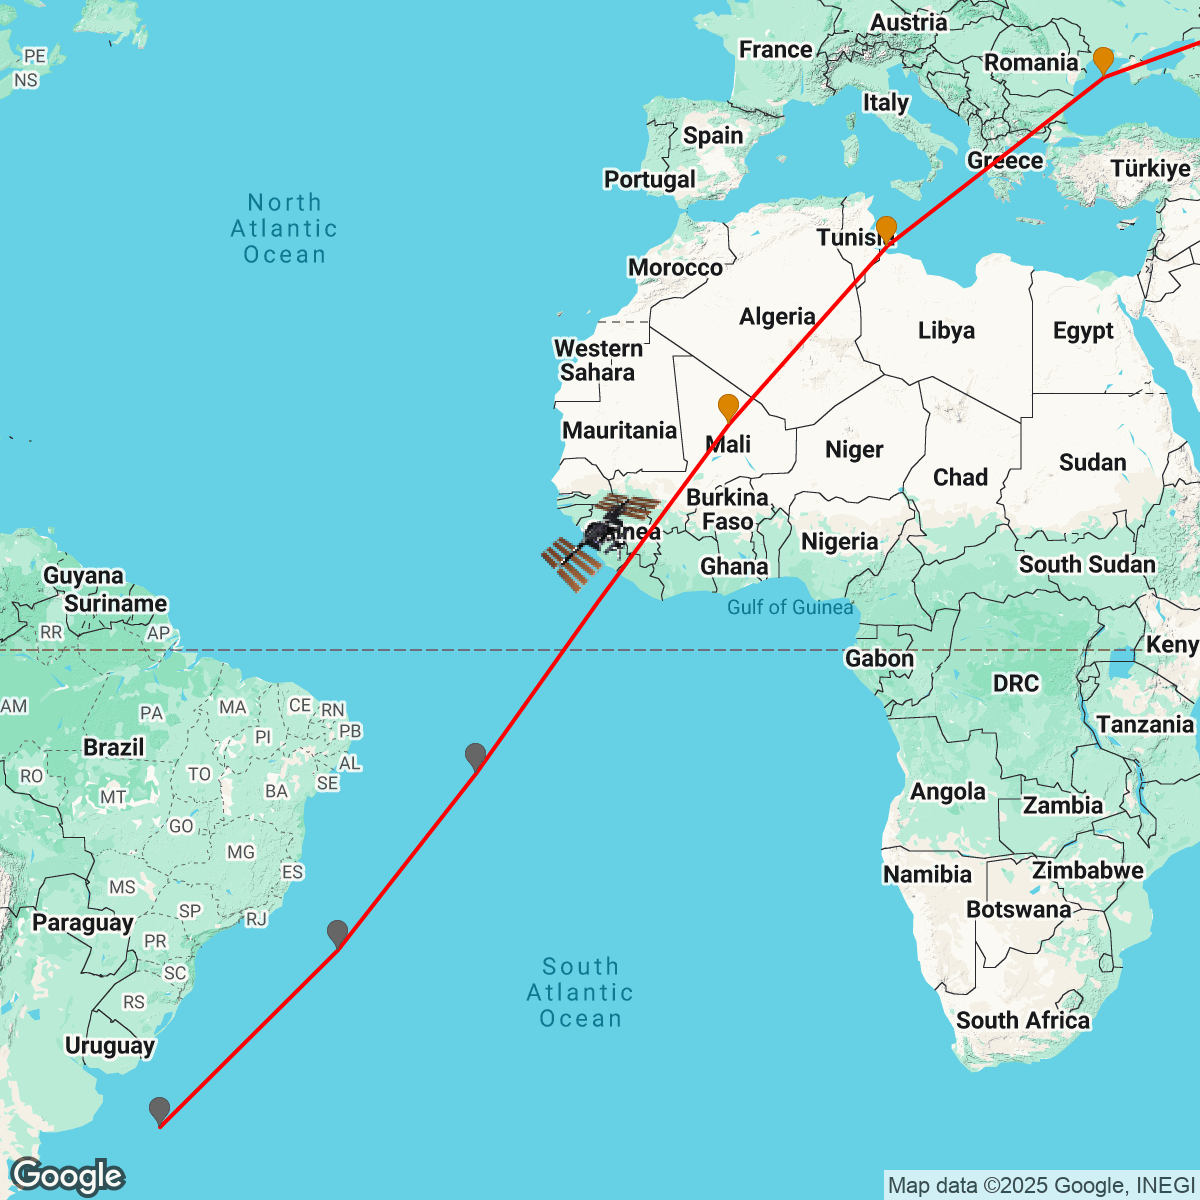 Austria
France
Romania
PE
NS
Italy
Spain
Greece
Türkiye
Portugal
North
Atlantic
Ocean
Tunisia
Morocco
Algeria
Libya
Egypt
Western
Sahara
Mauritania
Mali
Niger
Chad
Sudan
Burkina
Faso
Guinea
Nigeria
Ghana
South Sudan
Guyana
Suriname
Gulf of Guinea
RR
AP
Gabon
Keny
DRC
AM
PA
MA
CE
RN
PI
PB
Tanzania
Brazil
AL
RO
TO
SE
MT
BA
Angola
Zambia
GO
MG
ES
Zimbabwe
Namibia
MS
SP
RJ
Botswana
Paraguay
PR
SC
South
Atlantic
Ocean
RS
South Africa
Uruguay
Google
Map data ©2025 Google, INEGI